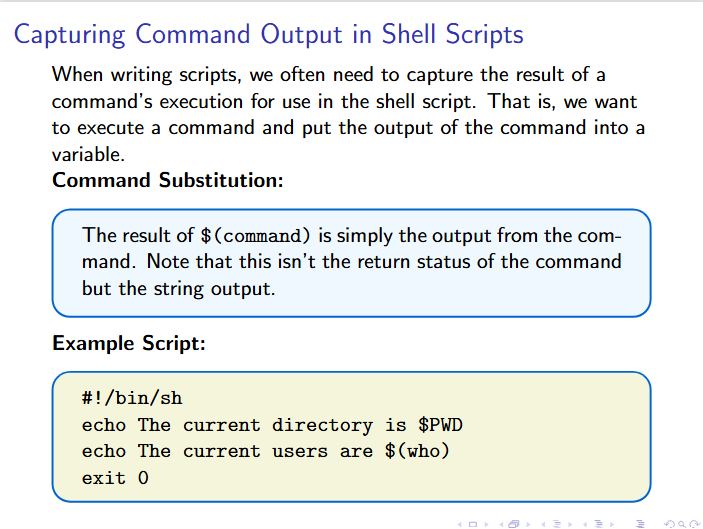 Capturing Command Output in Shell Scripts
When writing scripts, we often need to capture the result of a
command's execution for use in the shell script. That is, we want
to execute a command and put the output of the command into a
variable.
Command Substitution:
The result of $(command) is simply the output from the com-
mand. Note that this isn't the return status of the command
but the string output.
Example Script:
#!/bin/sh
echo The current directory is $PWD
echo The current users are $(who)
exit 0